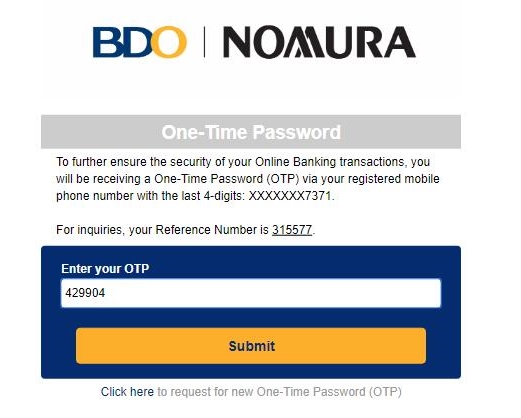 BDO | NOMURA
One-Time Password
To further ensure the security of your Online Banking transactions, you
will be receiving a One-Time Password (OTP) via your registered mobile
phone number with the last 4-digits: XXXXXXX7371.
For inquiries, your Reference Number is 315577.
Enter your OTP
429904
Submit
Click here to request for new One-Time Password (OTP)